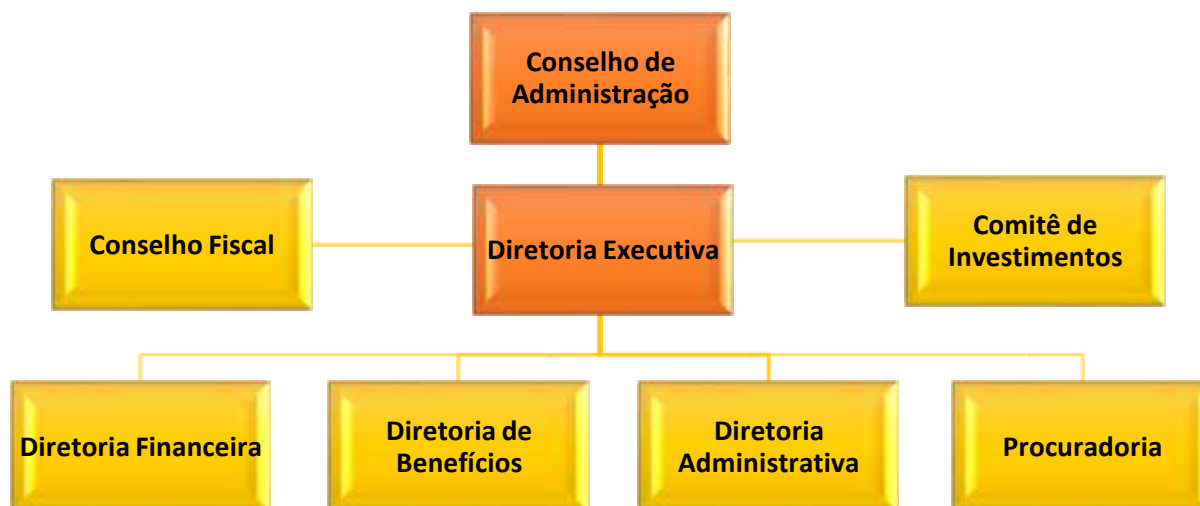 Conselho de
Administração
Conselho Fiscal
Diretoria Executiva
Comitê de
Investimentos
Diretoria Financeira
Diretoria de
Benefícios
Diretoria
Administrativa
Procuradoria